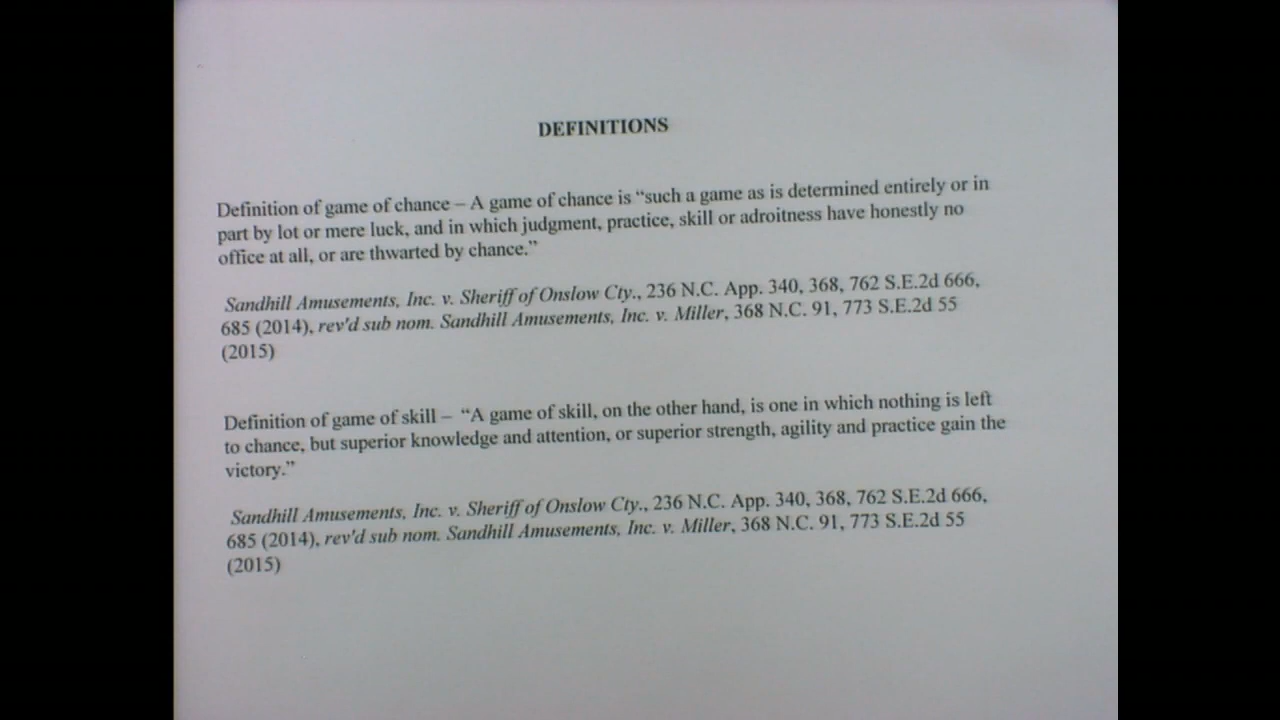 DEFINITIONS
Definition of game of chance – A game of chance is “such a game as is determined entirely or in
part by lot or mere luck, and in which judgment, practice, skill or adroitness have honestly no
office at all, or are thwarted by chance.”
Sandhill Amusements, Inc. v. Sheriff of Onslow Cty., 236 N.C. App. 340, 368, 762 S.E.2d 666,
685 (2014), rev'd sub nom. Sandhill Amusements, Inc. v. Miller, 368 N.C. 91, 773 S.E.2d 55
(2015)
Definition of game of skill – “A game of skill, on the other hand, is one in which nothing is left
to chance, but superior knowledge and attention, or superior strength, agility and practice gain the
victory.”
Sandhill Amusements, Inc. v. Sheriff of Onslow Cty., 236 N.C. App. 340, 368, 762 S.E.2d 666,
685 (2014), rev'd sub nom. Sandhill Amusements, Inc. v. Miller, 368 N.C. 91, 773 S.E.2d 55
(2015)